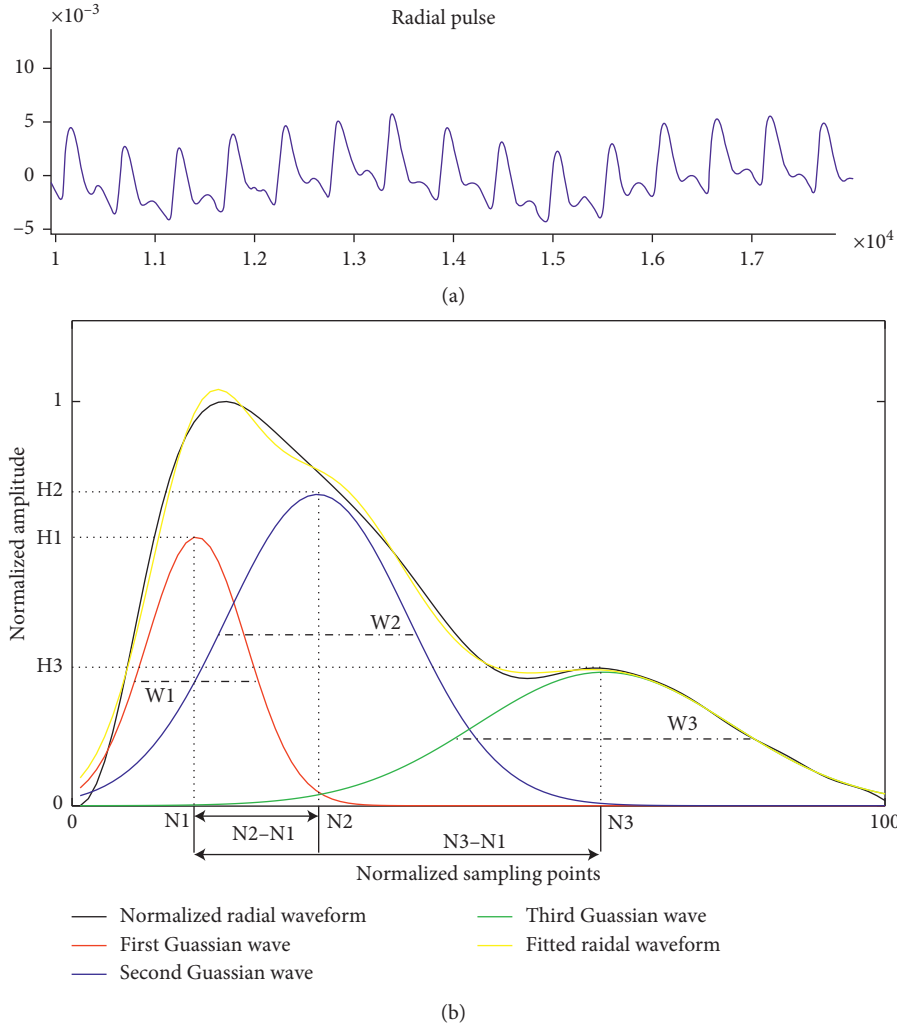 ×10⁻³
Radial pulse
10
5
0
−5
1 1.1 1.2 1.3 1.4 1.5 1.6 1.7
×10⁴
(a)
Normalized amplitude
1
H2
H1
H3
0
W2
W1
W3
0 N1 N2 N3 100
N2–N1
N3–N1
Normalized sampling points
Normalized radial waveform
First Guassian wave
Second Guassian wave
Third Guassian wave
Fitted raidal waveform
(b)